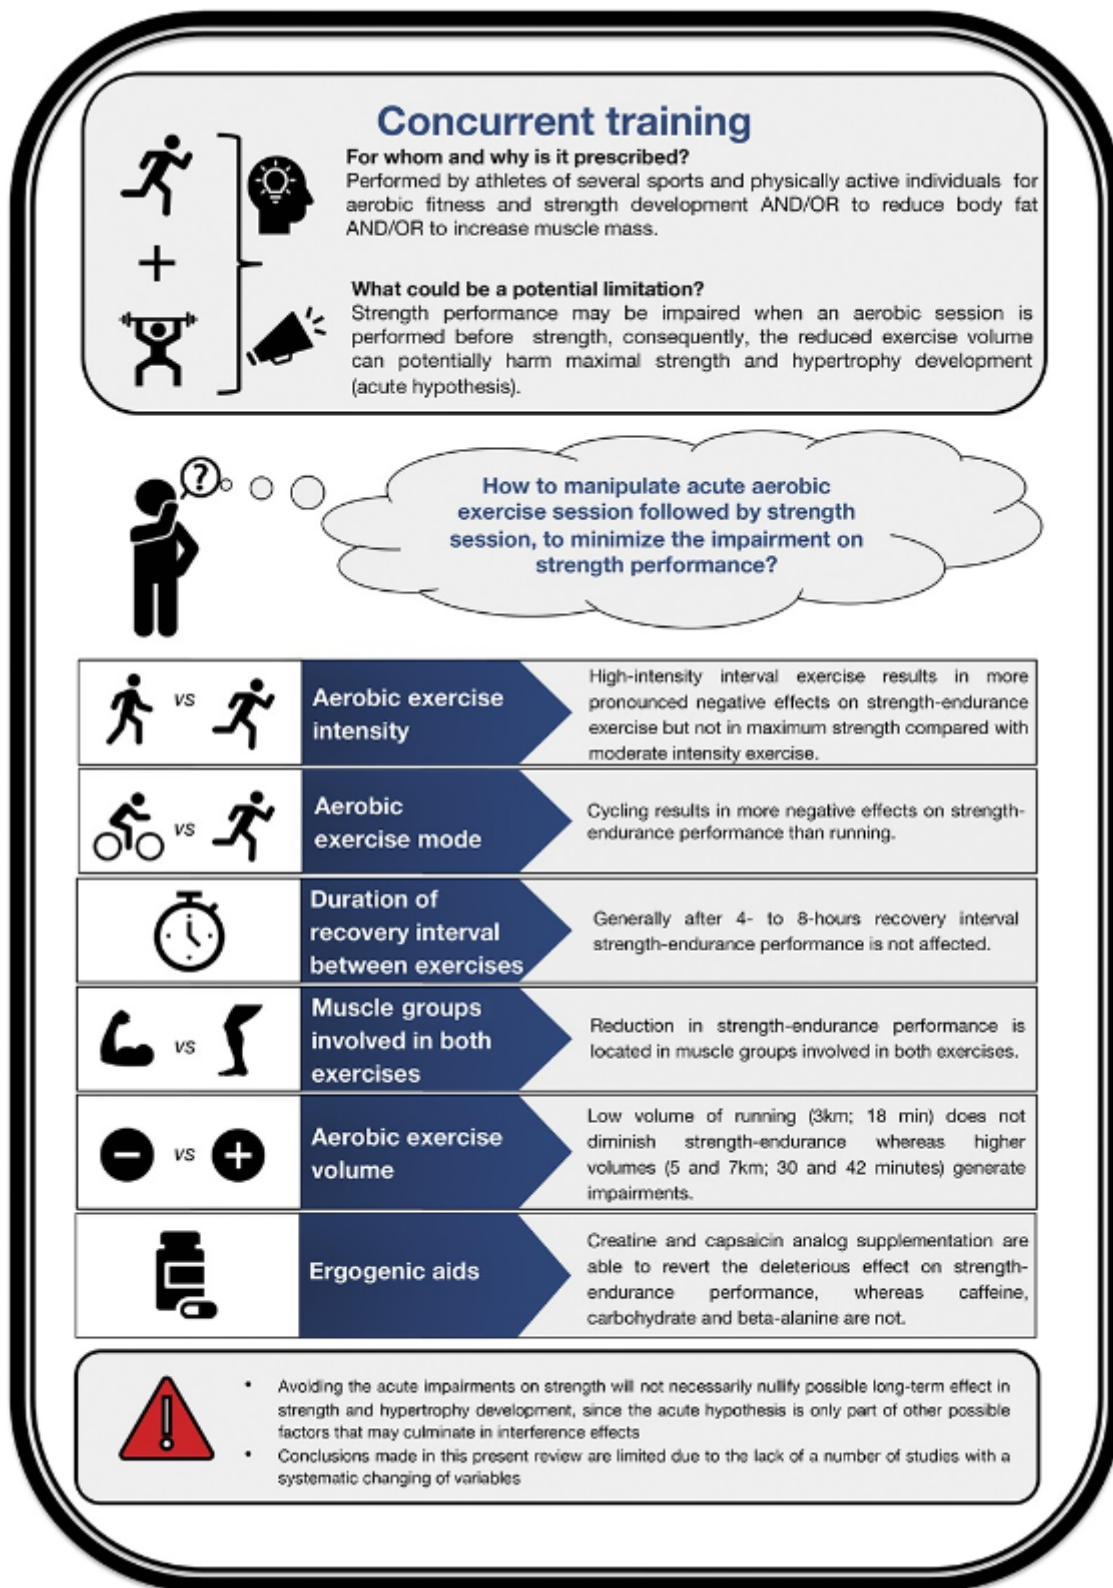 Concurrent training
For whom and why is it prescribed?
Performed by athletes of several sports and physically active individuals for
aerobic fitness and strength development AND/OR to reduce body fat
AND/OR to increase muscle mass.
What could be a potential limitation?
Strength performance may be impaired when an aerobic session is
performed before strength, consequently, the reduced exercise volume
can potentially harm maximal strength and hypertrophy development
(acute hypothesis).
?
How to manipulate acute aerobic
exercise session followed by strength
session, to minimize the impairment on
strength performance?
vs
Aerobic exercise
intensity
High-intensity interval exercise results in more
pronounced negative effects on strength-endurance
exercise but not in maximum strength compared with
moderate intensity exercise.
vs
Aerobic
exercise mode
Cycling results in more negative effects on strength-
endurance performance than running.
Duration of
recovery interval
between exercises
Generally after 4- to 8-hours recovery interval
strength-endurance performance is not affected.
vs
Muscle groups
involved in both
exercises
Reduction in strength-endurance performance is
located in muscle groups involved in both exercises.
vs
Aerobic exercise
volume
Low volume of running (3km; 18 min) does not
diminish strength-endurance whereas higher
volumes (5 and 7km; 30 and 42 minutes) generate
impairments.
Ergogenic aids
Creatine and capsaicin analog supplementation are
able to revert the deleterious effect on strength-
endurance performance, whereas caffeine,
carbohydrate and beta-alanine are not.
• Avoiding the acute impairments on strength will not necessarily nullify possible long-term effect in
strength and hypertrophy development, since the acute hypothesis is only part of other possible
factors that may culminate in interference effects
• Conclusions made in this present review are limited due to the lack of a number of studies with a
systematic changing of variables